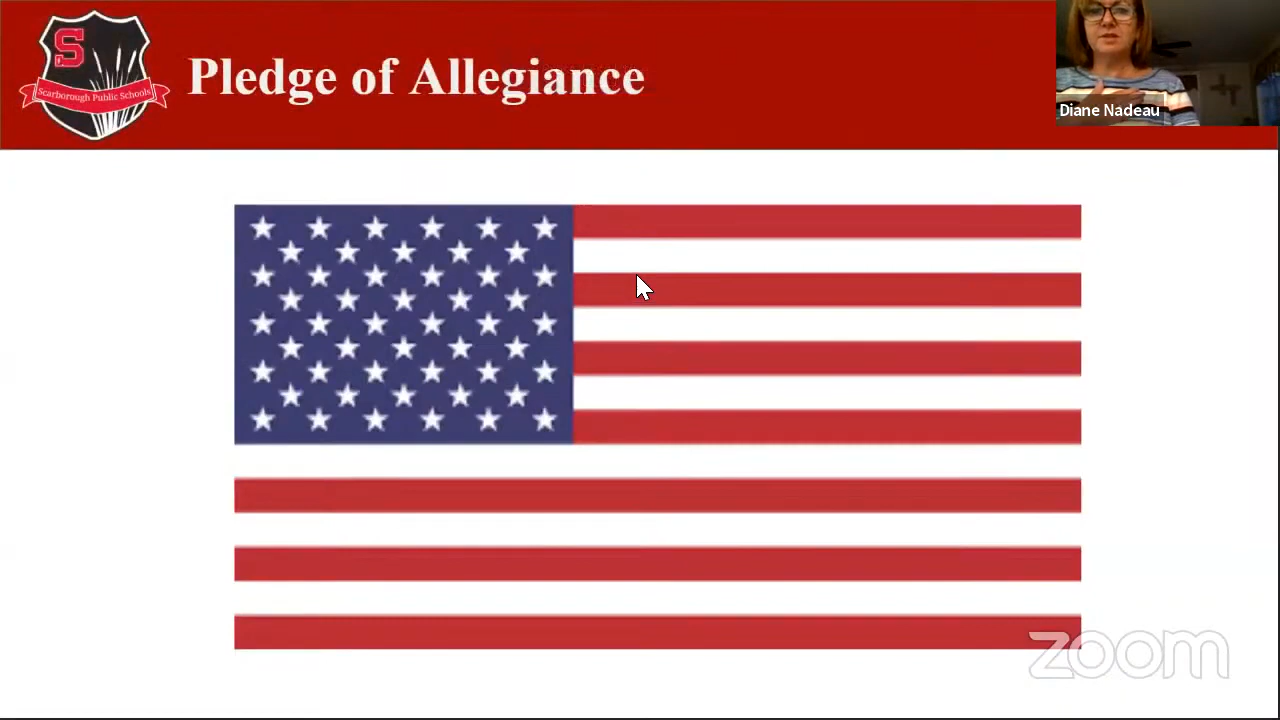 S
Scarborough Public Schools
Pledge of Allegiance
Diane Nadeau
zoom